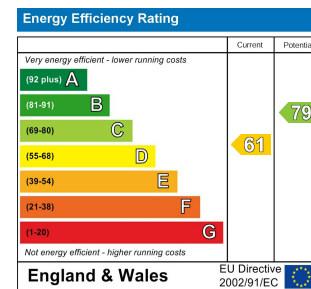 Energy Efficiency Rating
Current Potentia
Very energy efficient - lower running costs
(92 plus) A
(81-91) B
79
(69-80) C
61
(55-68) D
(39-54) E
(21-38) F
(1-20) G
Not energy efficient - higher running costs
England & Wales
EU Directive
2002/91/EC